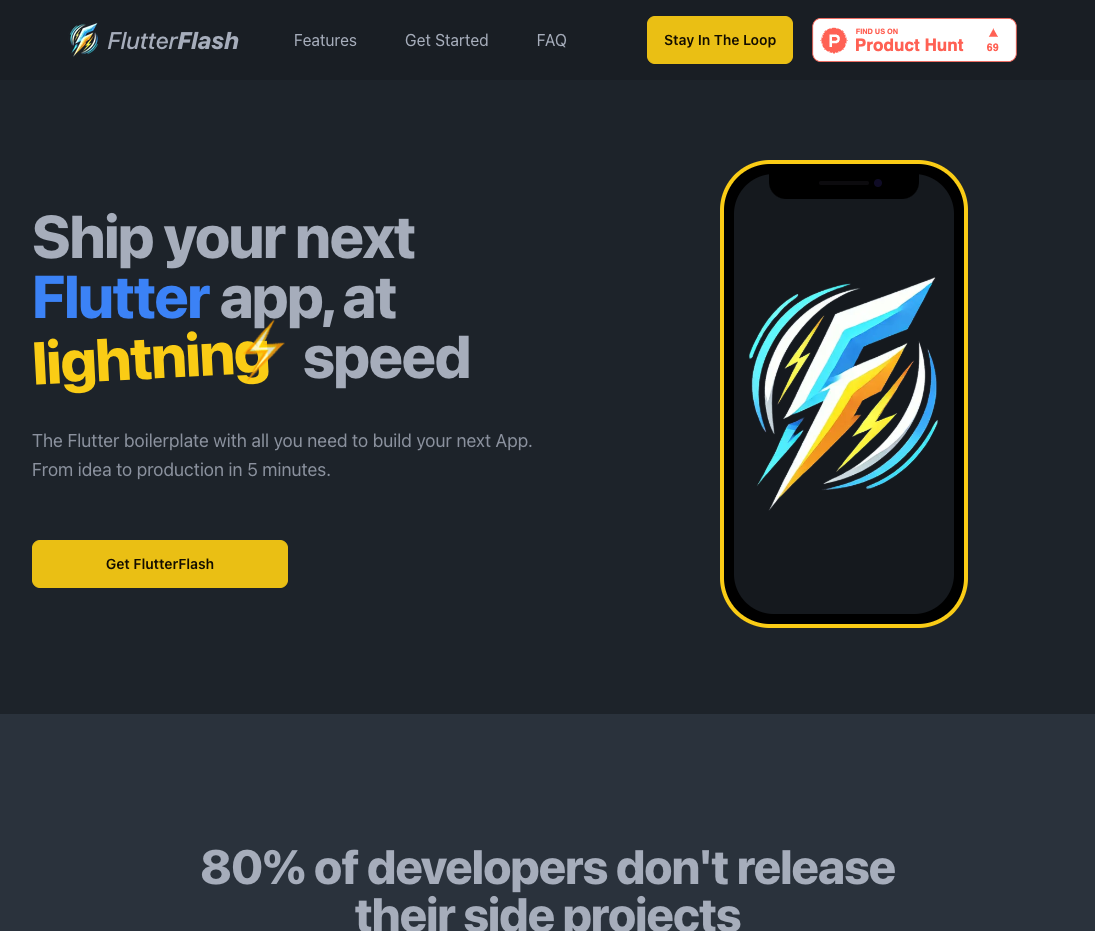 FlutterFlash
Features
Get Started
FAQ
Stay In The Loop
FIND US ON
Product Hunt
69
Ship your next
Flutter app, at
lightning⚡ speed
The Flutter boilerplate with all you need to build your next App.
From idea to production in 5 minutes.
Get FlutterFlash
80% of developers don't release
their side projects